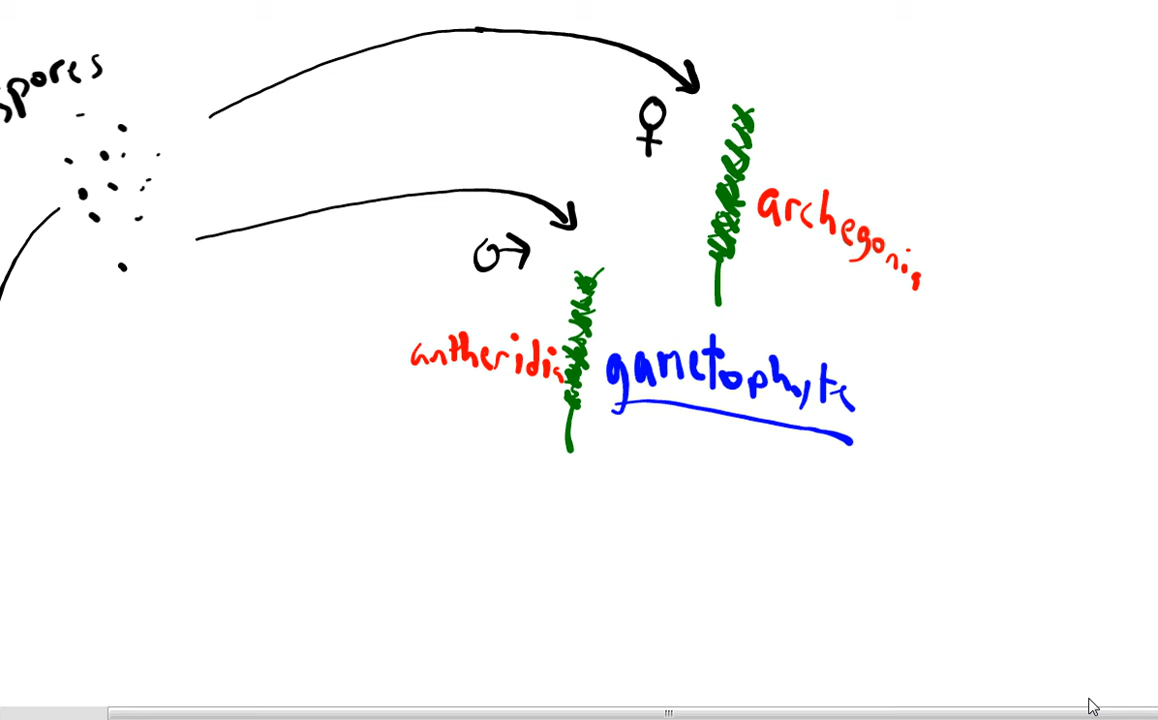 spores
♀
archegonia
♂
antheridia
gametophyte